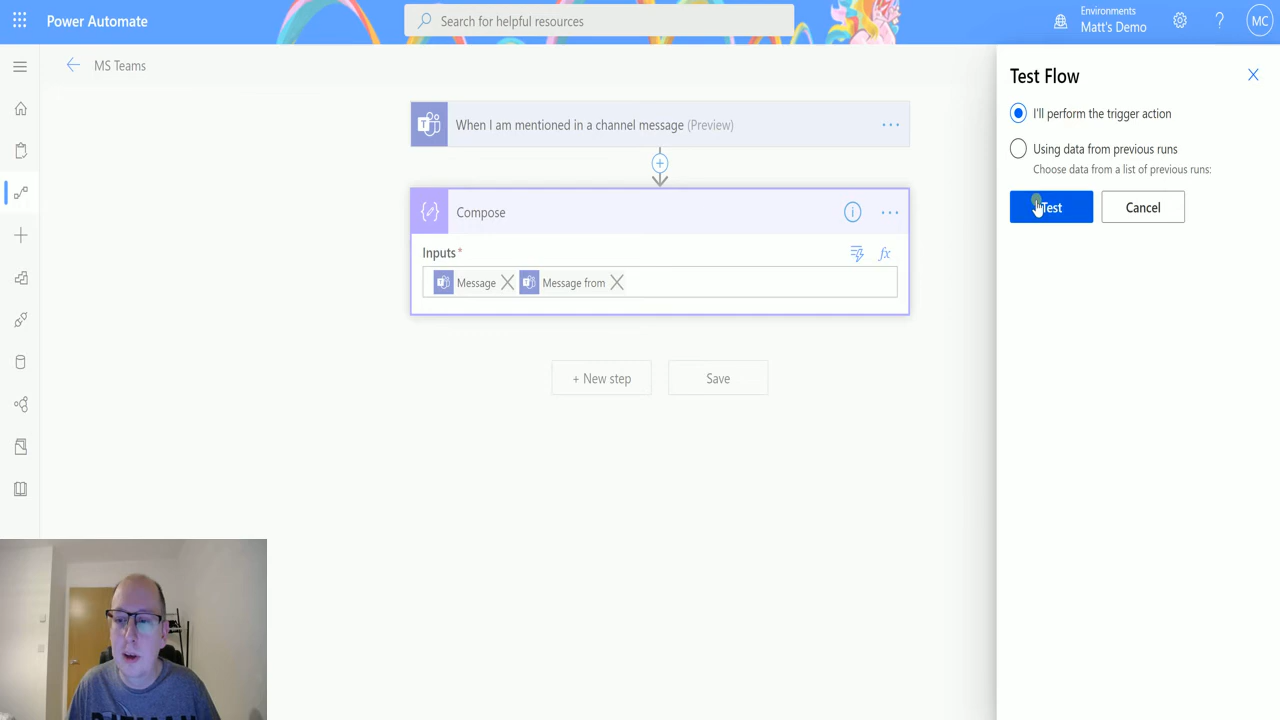 Power Automate
Search for helpful resources
Environments
Matt's Demo
MC
MS Teams
When I am mentioned in a channel message (Preview)
Compose
Inputs *
fx
Message
Message from
+ New step
Save
Test Flow
I'll perform the trigger action
Using data from previous runs
Choose data from a list of previous runs:
Test
Cancel